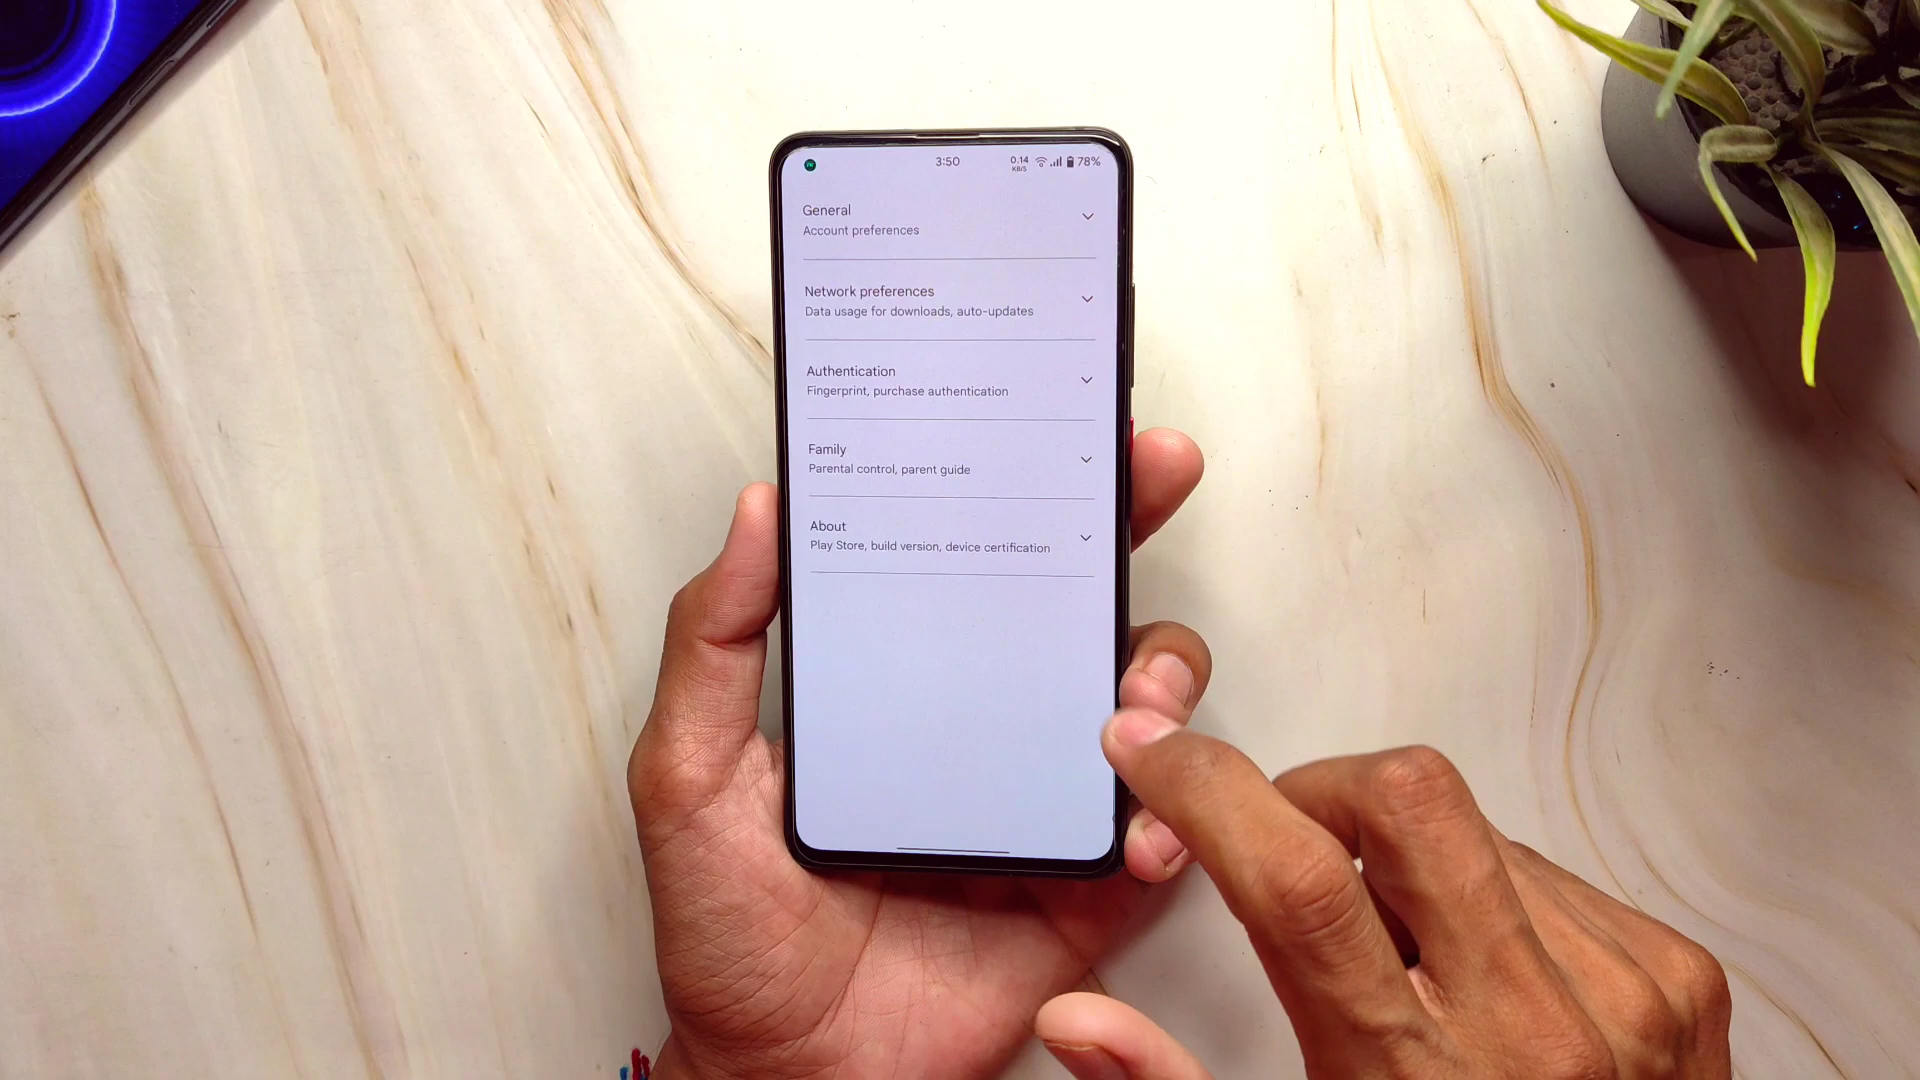 3:50
0.14
KB/S
78%
General
Account preferences
Network preferences
Data usage for downloads, auto-updates
Authentication
Fingerprint, purchase authentication
Family
Parental control, parent guide
About
Play Store, build version, device certification